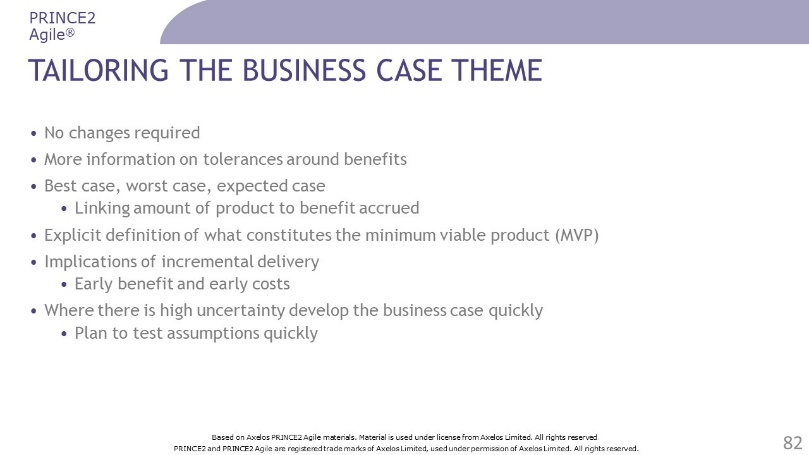 PRINCE2
Agile®
TAILORING THE BUSINESS CASE THEME
• No changes required
• More information on tolerances around benefits
• Best case, worst case, expected case
• Linking amount of product to benefit accrued
• Explicit definition of what constitutes the minimum viable product (MVP)
• Implications of incremental delivery
• Early benefit and early costs
• Where there is high uncertainty develop the business case quickly
• Plan to test assumptions quickly
Based on Axelos PRINCE2 Agile materials. Material is used under license from Axelos Limited. All rights reserved
PRINCE2 and PRINCE2 Agile are registered trade marks of Axelos Limited, used under permission of Axelos Limited. All rights reserved.
82